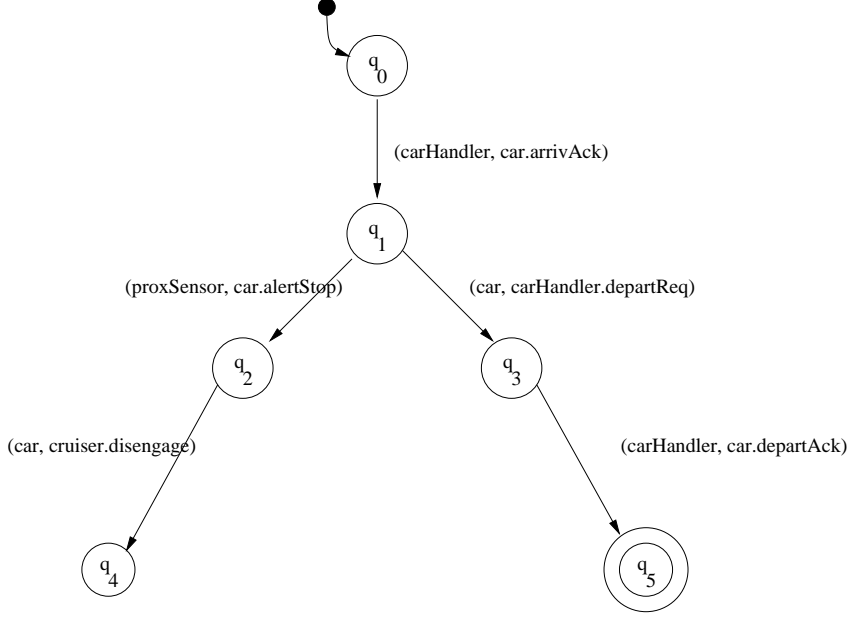 q0
(carHandler, car.arrivAck)
q1
(proxSensor, car.alertStop)
(car, carHandler.departReq)
q2
q3
(car, cruiser.disengage)
(carHandler, car.departAck)
q4
q5